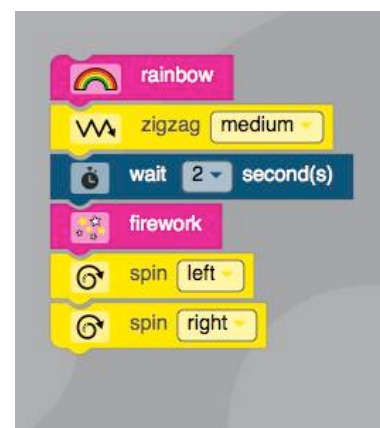 rainbow
zigzag medium
wait 2 second(s)
firework
spin left
spin right